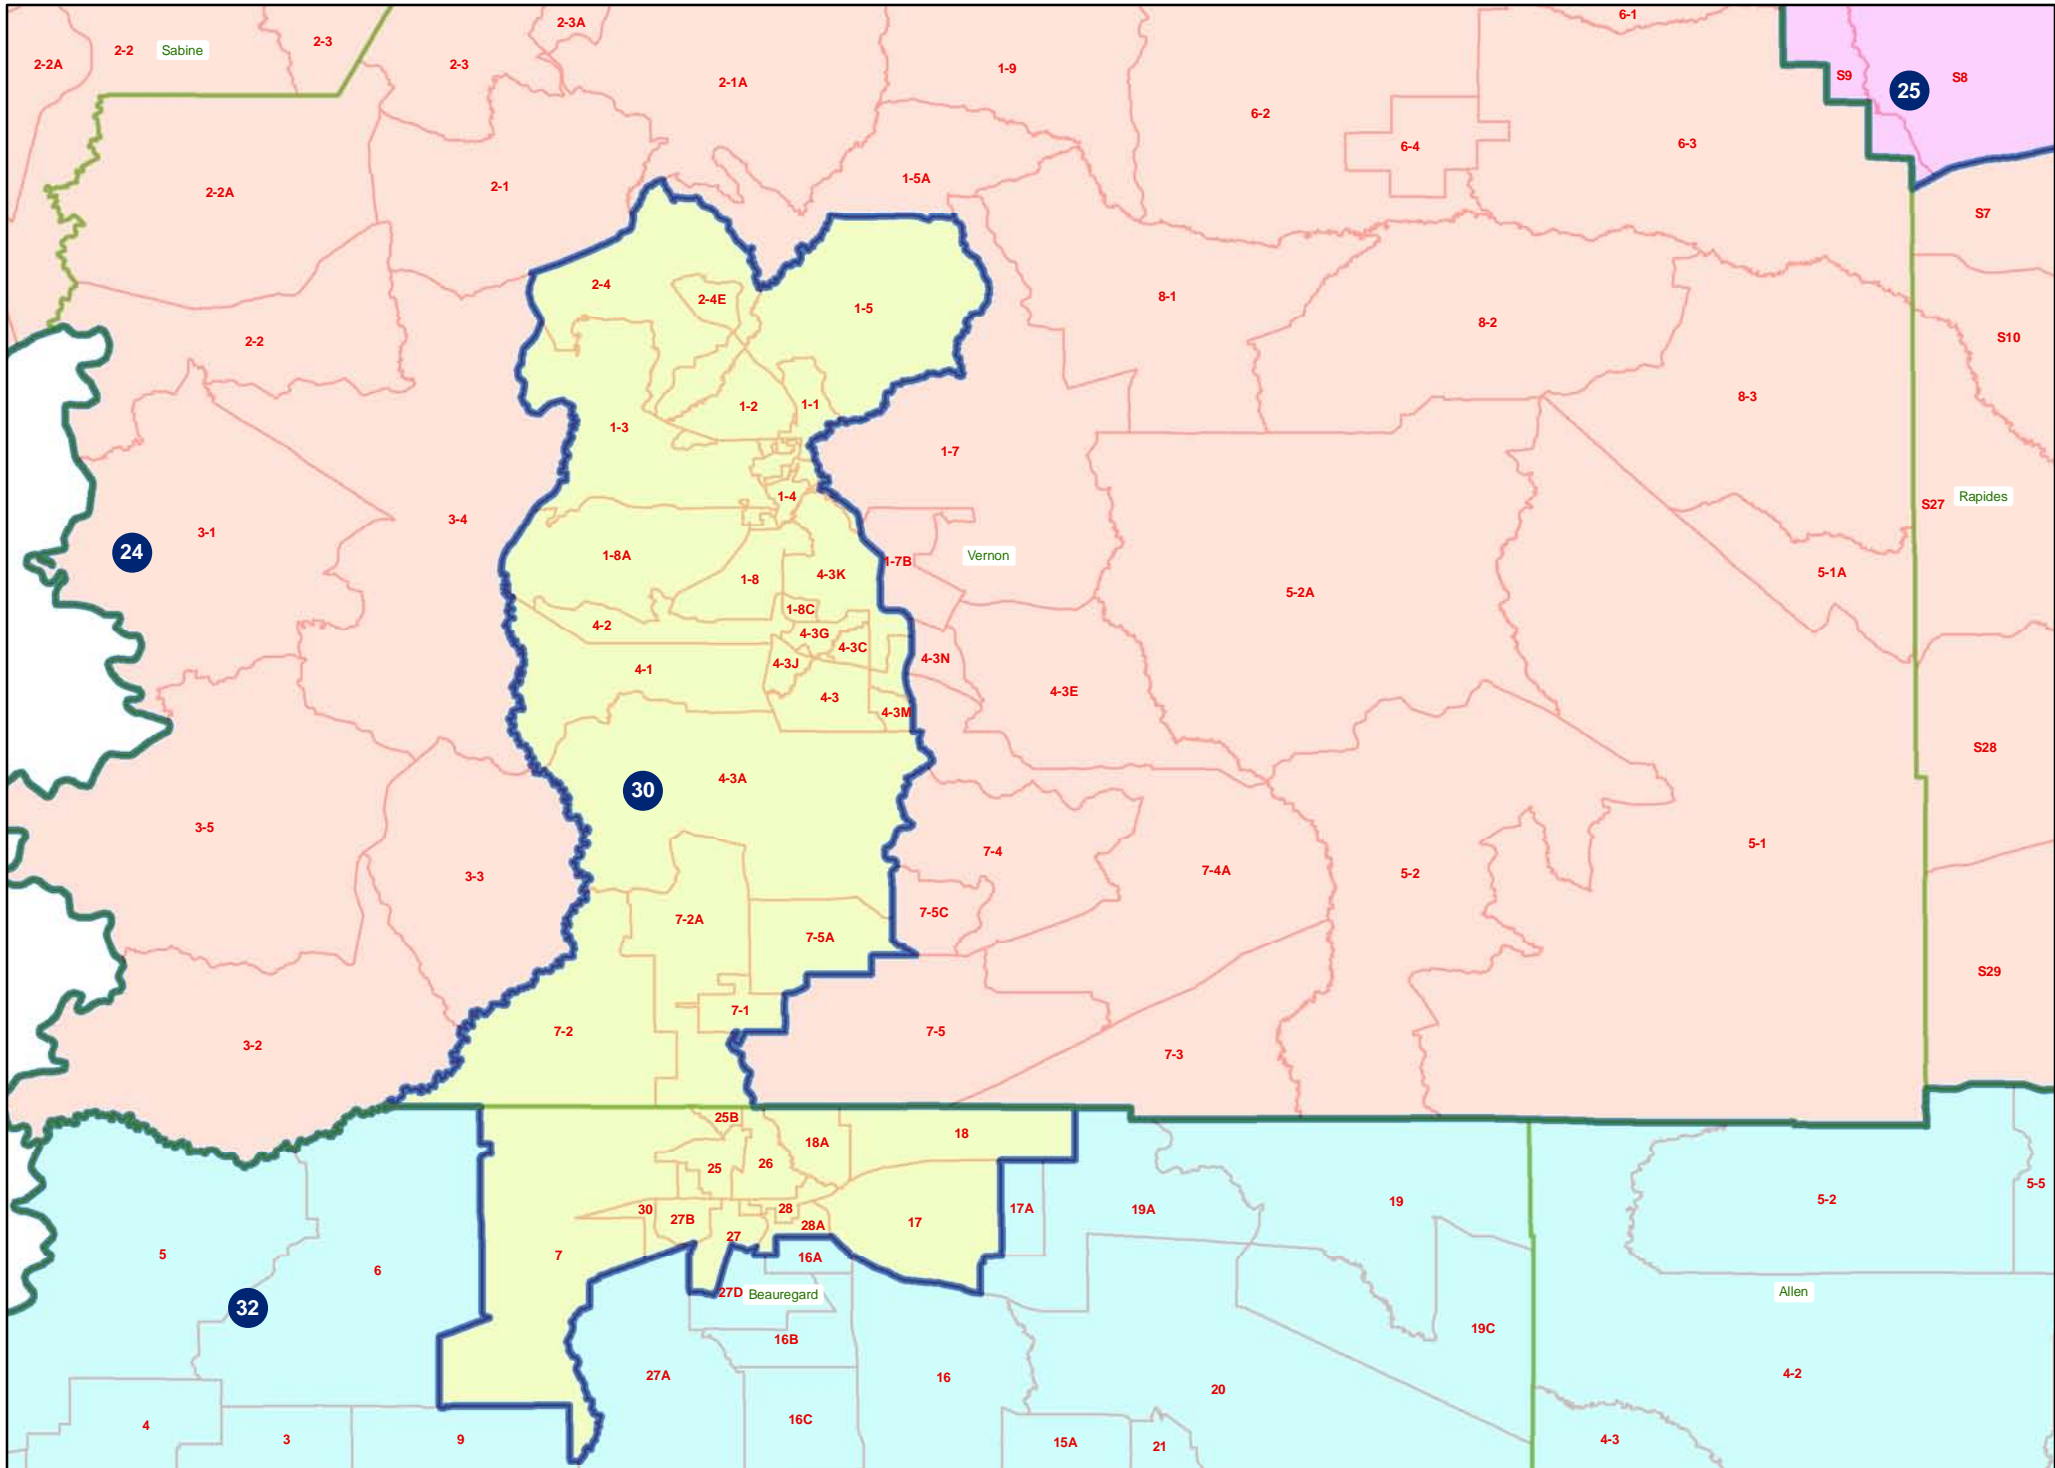 6-1
2-3A
2-3
2-2
Sabine
2-2A
2-3
1-9
2-1A
S9
S8
25
6-2
6-4
6-3
1-5A
2-1
2-2A
S7
2-4
2-4E
1-5
8-1
8-2
S10
2-2
8-3
1-2
1-1
1-3
1-7
1-4
Rapides
S27
3-4
3-1
24
1-8A
Vernon
1-7B
4-3K
1-8
5-1A
5-2A
1-8C
4-2
4-3G
4-3C
4-3J
4-3N
4-1
4-3E
4-3
4-3M
S28
4-3A
30
3-5
5-1
7-4
7-4A
5-2
3-3
7-5C
7-2A
7-5A
S29
7-1
7-2
7-5
3-2
7-3
25B
18
18A
26
25
5-5
5-2
19
30
28
19A
17A
27B
17
28A
27
7
5
16A
6
27D
Beauregard
Allen
32
19C
16B
4-2
27A
16
20
16C
4
3
9
15A
21
4-3